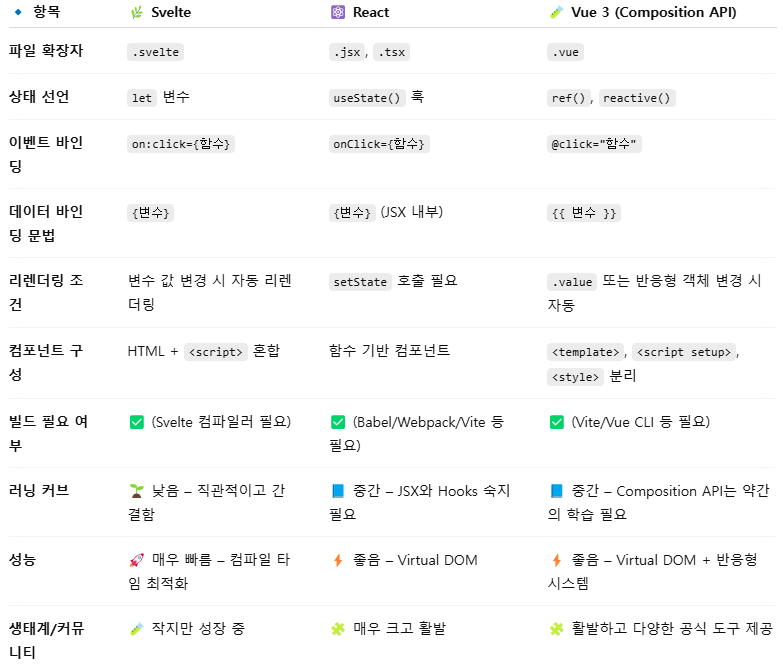 항목 Svelte React Vue 3 (Composition API)
파일 확장자 .svelte .jsx, .tsx .vue
상태 선언 let 변수 useState() 훅 ref(), reactive()
이벤트 바인 on:click={함수} onClick={함수} @click="함수"
딩
데이터 바인 {변수} {변수} (JSX 내부) {{ 변수 }}
딩 문법
리렌더링 조 변수 값 변경 시 자동 리렌 setState 호출 필요 .value 또는 반응형 객체 변경 시
건 더링 자동
컴포넌트 구 HTML + <script> 혼합 함수 기반 컴포넌트 <template>, <script setup>,
성 <style> 분리
빌드 필요 여 ✅ (Svelte 컴파일러 필요) ✅ (Babel/Webpack/Vite 등 ✅ (Vite/Vue CLI 등 필요)
부 필요)
러닝 커브 낮음 – 직관적이고 간 중간 – JSX와 Hooks 숙지 중간 – Composition API는 약간
결함 필요 의 학습 필요
성능 매우 빠름 – 컴파일 타 좋음 – Virtual DOM 좋음 – Virtual DOM + 반응형
임 최적화 시스템
생태계/커뮤 작지만 성장 중 매우 크고 활발 활발하고 다양한 공식 도구 제공
니티